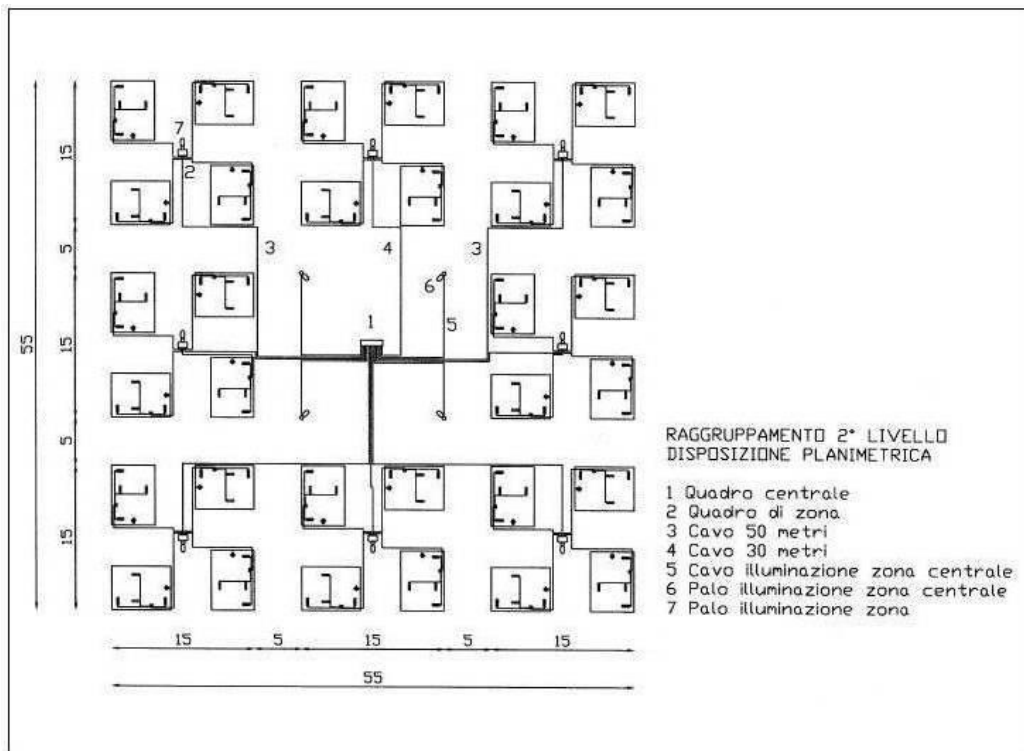 7
15
2
5
3
4
3
6
1
5
55
15
5
15
RAGGRUPPAMENTO 2° LIVELLO
DISPOSIZIONE PLANIMETRICA
1 Quadro centrale
2 Quadro di zona
3 Cavo 50 metri
4 Cavo 30 metri
5 Cavo illuminazione zona centrale
6 Palo illuminazione zona centrale
7 Palo illuminazione zona
15 5 15 5 15
55